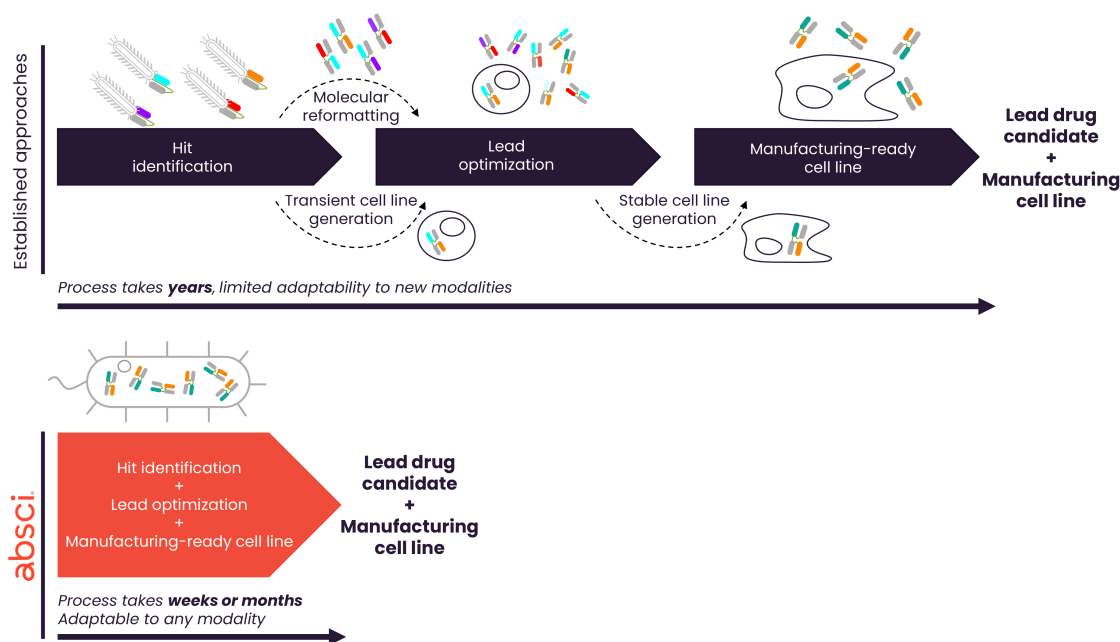 Established approaches
Molecular
reformatting
Hit
identification
Lead
optimization
Manufacturing-ready
cell line
Lead drug
candidate
+
Manufacturing
cell line
Transient cell line
generation
Stable cell line
generation
Process takes years, limited adaptability to new modalities
absci.
Hit identification
+
Lead optimization
+
Manufacturing-ready cell line
Lead drug
candidate
+
Manufacturing
cell line
Process takes weeks or months
Adaptable to any modality